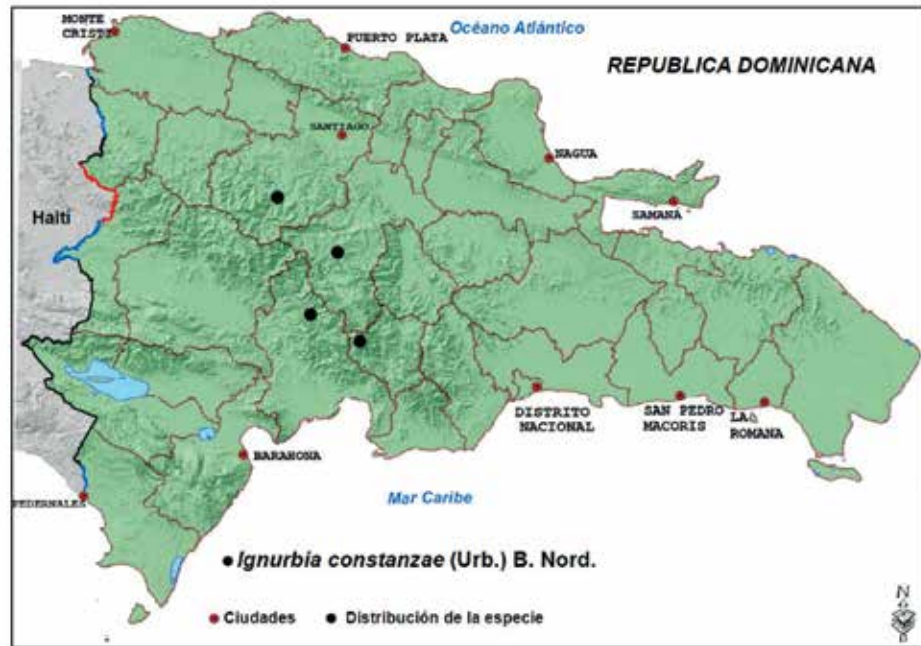 MONTE
CRISTI
Océano Atlántico
PUERTO PLATA
REPUBLICA DOMINICANA
SANTIAGO
NAGUA
SAMANÁ
Haití
DISTRITO
NACIONAL
SAN PEDRO
MACORIS
LA
ROMANA
BARAHONA
PEDERNALES
Mar Caribe
Ignurbia constanzae (Urb.) B. Nord.
Ciudades
Distribución de la especie
N